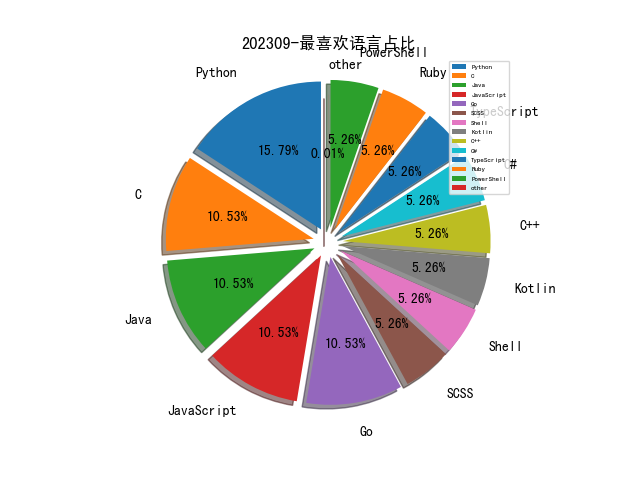 202309-最喜欢语言占比
PowerShell
other
Ruby
Python
TypeScript
C#
C
C++
Kotlin
Java
Shell
SCSS
JavaScript
Go
15.79%
0.01%
5.26%
5.26%
5.26%
5.26%
5.26%
5.26%
5.26%
5.26%
10.53%
10.53%
10.53%
10.53%
Python
C
Java
JavaScript
Go
SCSS
Shell
Kotlin
C++
C#
TypeScript
Ruby
PowerShell
other